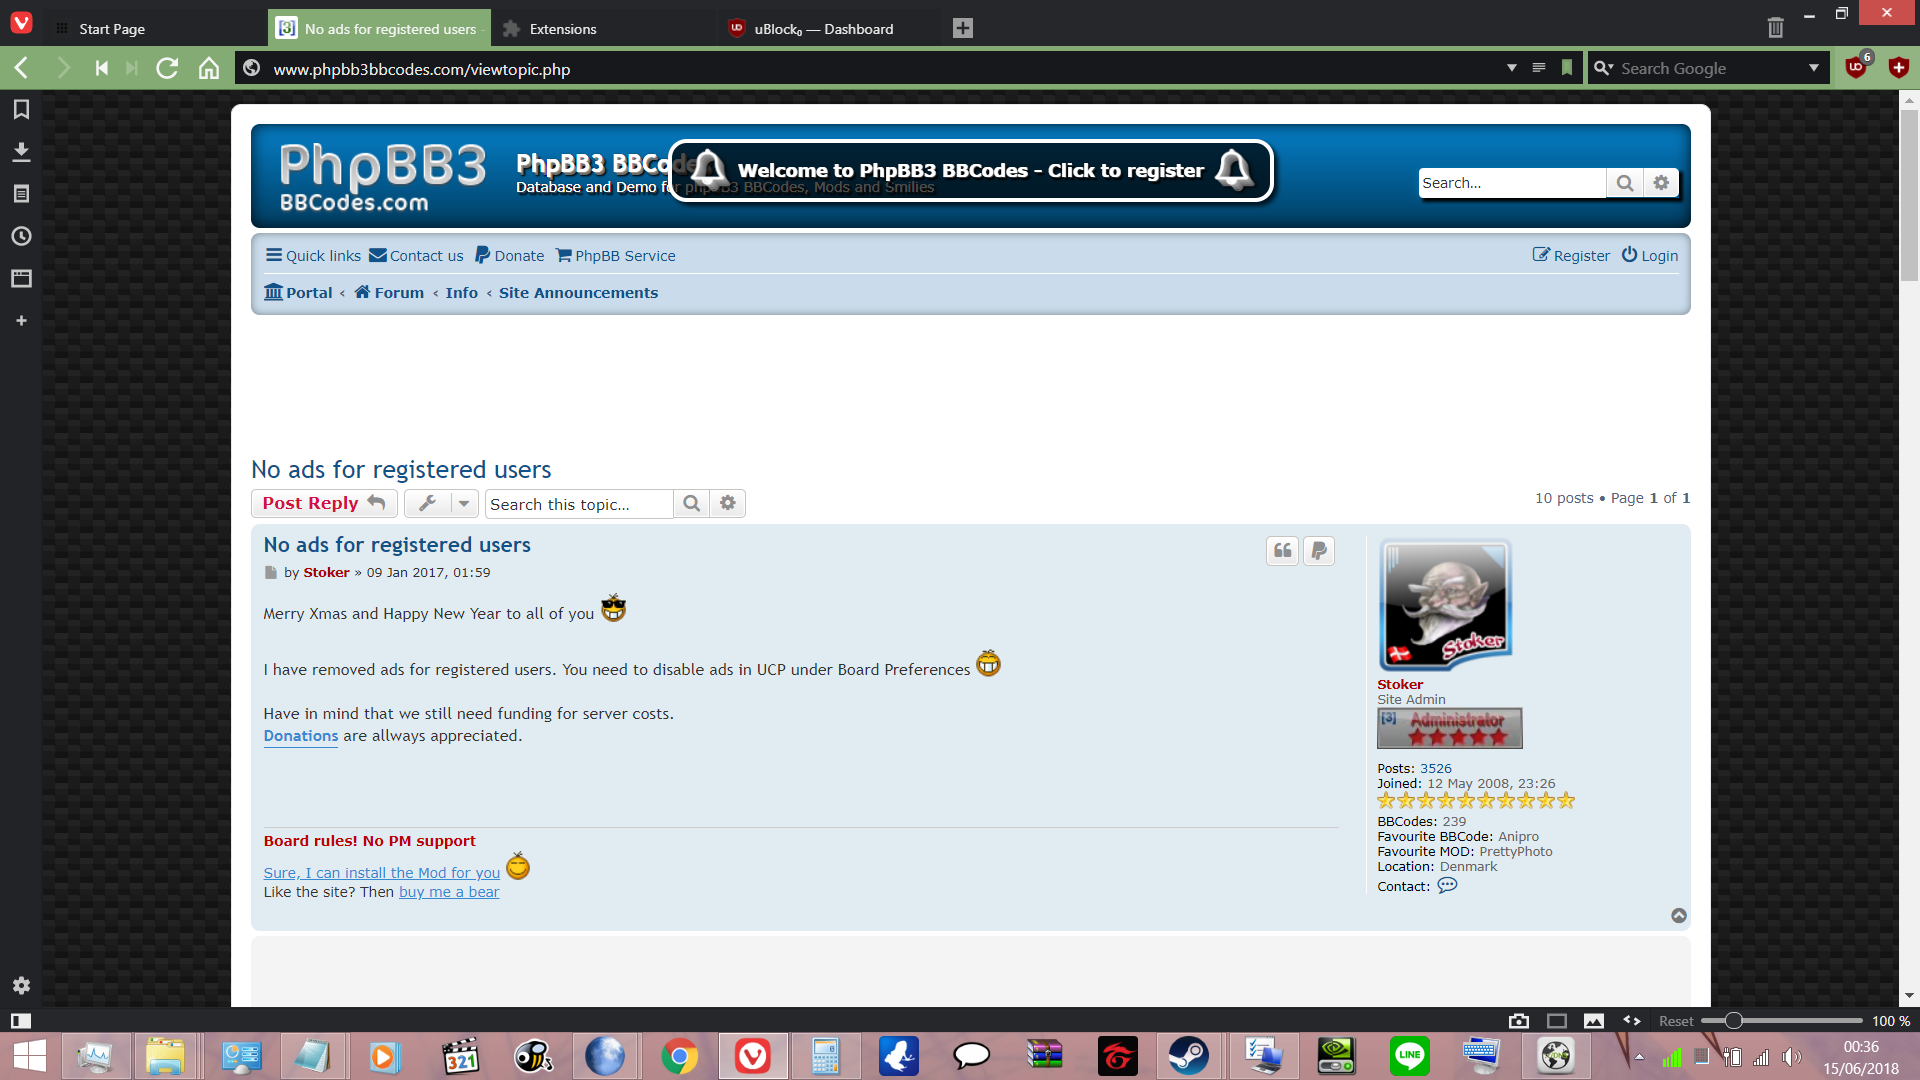 Start Page
No ads for registered users
Extensions
uBlock₀ — Dashboard
www.phpbb3bbcodes.com/viewtopic.php
Search Google
6
PhpBB3
BBCodes.com
PhpBB3 BBCode
Database and Demo for phpBB3 BBCodes, Mods and Smilies
Welcome to PhpBB3 BBCodes - Click to register
Search...
Quick links
Contact us
Donate
PhpBB Service
Register
Login
Portal ‹ Forum ‹ Info ‹ Site Announcements
No ads for registered users
Post Reply
Search this topic...
10 posts • Page 1 of 1
No ads for registered users
by Stoker » 09 Jan 2017, 01:59
Merry Xmas and Happy New Year to all of you
I have removed ads for registered users. You need to disable ads in UCP under Board Preferences
Have in mind that we still need funding for server costs.
Donations are allways appreciated.
Board rules! No PM support
Sure, I can install the Mod for you
Like the site? Then buy me a bear
Stoker
Stoker
Site Admin
[3] Administrator
Posts: 3526
Joined: 12 May 2008, 23:26
BBCodes: 239
Favourite BBCode: Anipro
Favourite MOD: PrettyPhoto
Location: Denmark
Contact:
Reset
100 %
321
LINE
00:36
15/06/2018